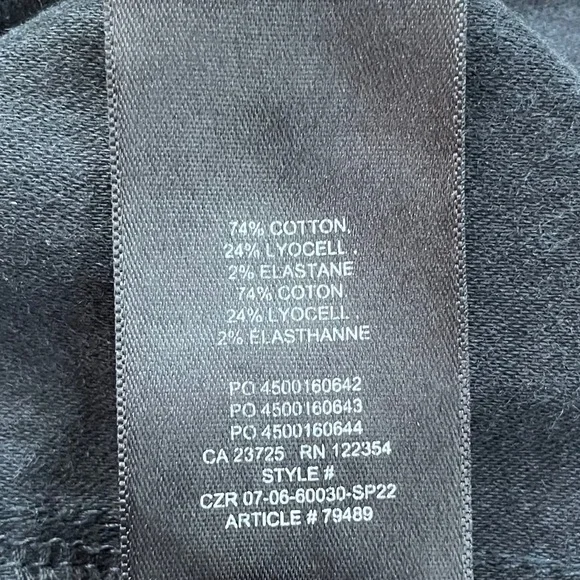 74% COTTON.
24% LYOCELL .
2% ELASTANE
74% COTON
24% LYOCELL .
2% ÉLASTHANNE
PO 4500160642
PO 4500160643
PO 4500160644
CA 23725 RN 122354
STYLE #
CZR 07-06-60030-SP22
ARTICLE # 79489